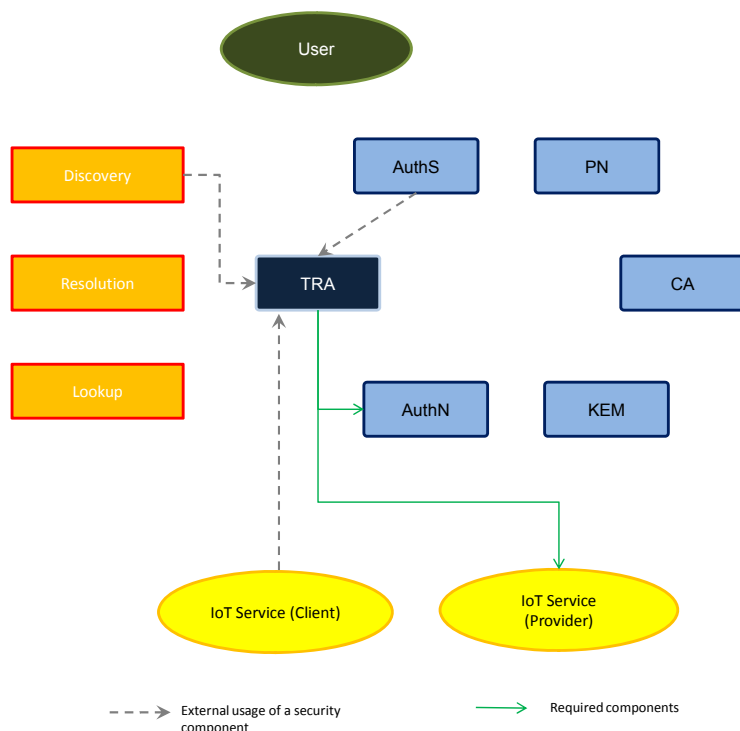 User
Discovery
AuthS
PN
Resolution
TRA
CA
Lookup
AuthN
KEM
IoT Service (Client)
IoT Service
(Provider)
External usage of a security
component
Required components